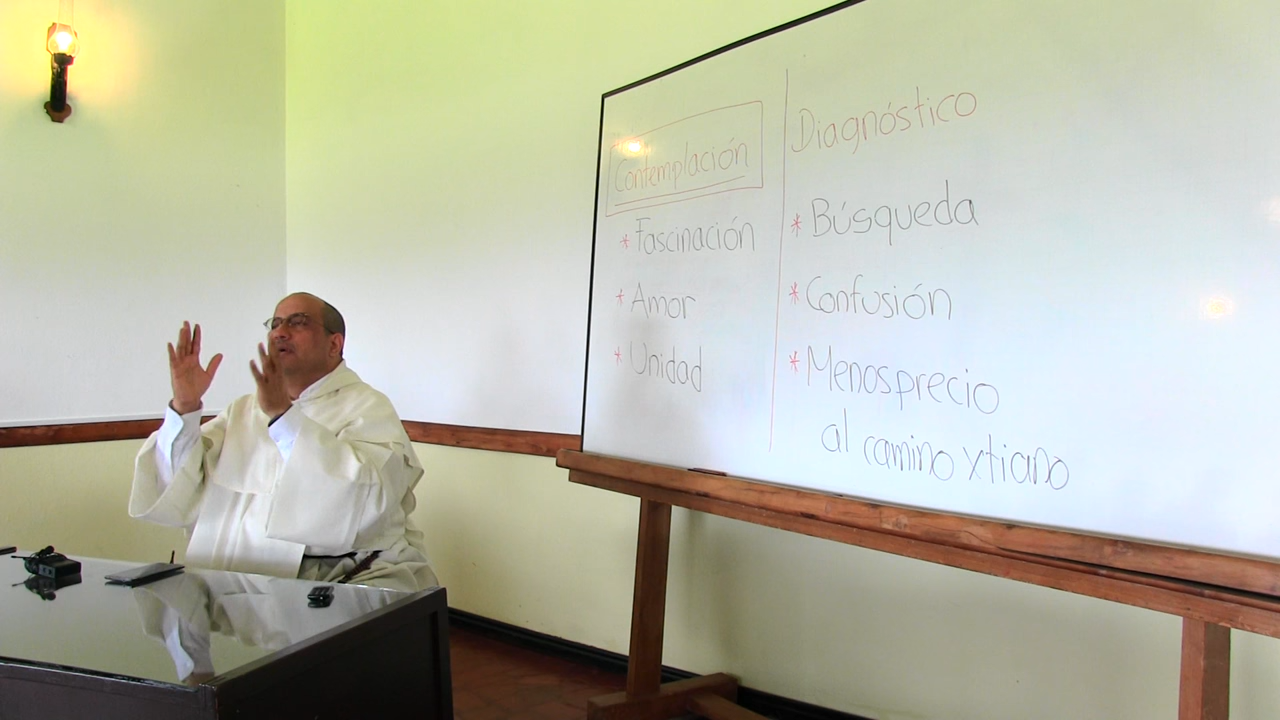 Contemplación
* Fascinación
* Amor
* Unidad
Diagnóstico
* Búsqueda
* Confusión
* Menosprecio
al camino xtiano